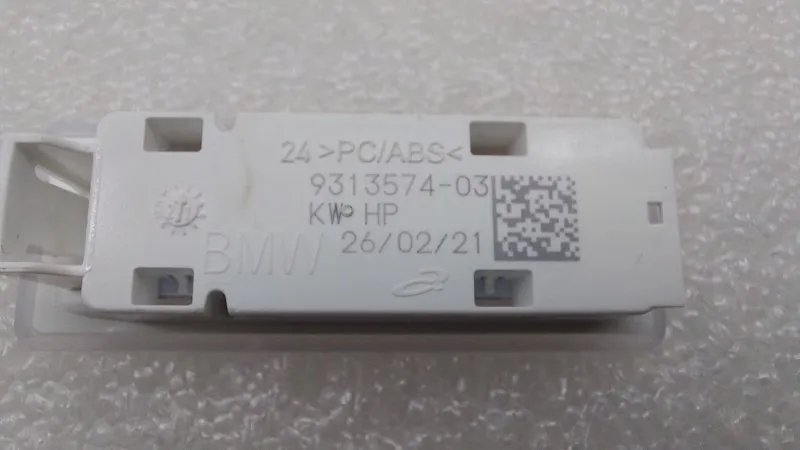 24 >PC/ABS<
9313574-03
KW HP
BMW 26/02/21